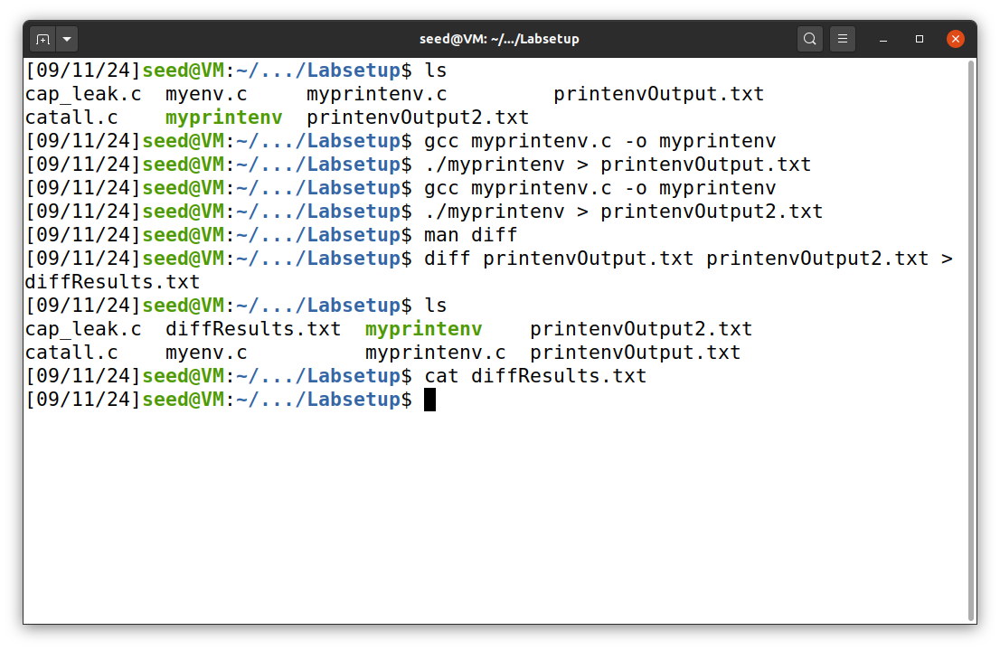 seed@VM: ~/.../Labsetup
[09/11/24]seed@VM:~/.../Labsetup$ ls
cap_leak.c  myenv.c     myprintenv.c         printenvOutput.txt
catall.c    myprintenv  printenvOutput2.txt
[09/11/24]seed@VM:~/.../Labsetup$ gcc myprintenv.c -o myprintenv
[09/11/24]seed@VM:~/.../Labsetup$ ./myprintenv > printenvOutput.txt
[09/11/24]seed@VM:~/.../Labsetup$ gcc myprintenv.c -o myprintenv
[09/11/24]seed@VM:~/.../Labsetup$ ./myprintenv > printenvOutput2.txt
[09/11/24]seed@VM:~/.../Labsetup$ man diff
[09/11/24]seed@VM:~/.../Labsetup$ diff printenvOutput.txt printenvOutput2.txt >
diffResults.txt
[09/11/24]seed@VM:~/.../Labsetup$ ls
cap_leak.c  diffResults.txt  myprintenv    printenvOutput2.txt
catall.c    myenv.c          myprintenv.c  printenvOutput.txt
[09/11/24]seed@VM:~/.../Labsetup$ cat diffResults.txt
[09/11/24]seed@VM:~/.../Labsetup$